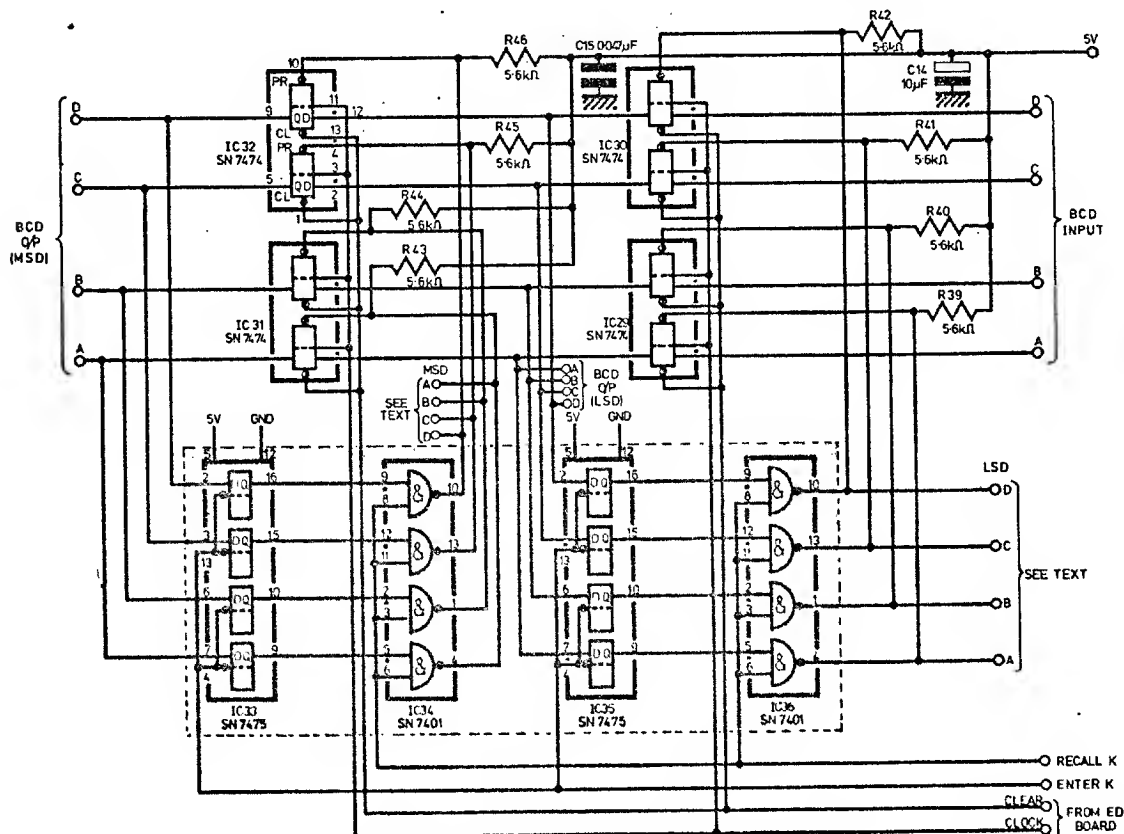 R42
5·6kΩ
R46
5·6kΩ
C15 0·047µF
5V
C14
10µF
10
PR
11
D
9
QD
12
D
CL
13
R45
5·6kΩ
R41
5·6kΩ
IC32
SN7474
PR
4
3
IC30
SN7474
C
5
QD
C
CL
2
1
R44
5·6kΩ
R40
5·6kΩ
BCD
O/P
(MSD)
BCD
INPUT
R43
5·6kΩ
B
B
R39
5·6kΩ
IC31
SN7474
IC29
SN7474
A
A
MSD
A
B
C
D
SEE
TEXT
A
B
C
D
BCD
O/P
(LSD)
5V
GND
5V
GND
5
12
5
12
LSD
2
DQ
16
9
8
&
10
2
DQ
16
9
8
&
10
D
3
DQ
15
13
12
11
&
13
3
DQ
15
13
12
11
&
13
C
SEE TEXT
6
DQ
10
2
3
&
6
DQ
10
2
3
&
1
B
7
DQ
9
4
5
6
&
7
DQ
9
4
5
6
&
A
IC33
SN7475
IC34
SN7401
IC35
SN7475
IC36
SN7401
RECALL K
ENTER K
CLEAR
CLOCK
FROM ED
BOARD